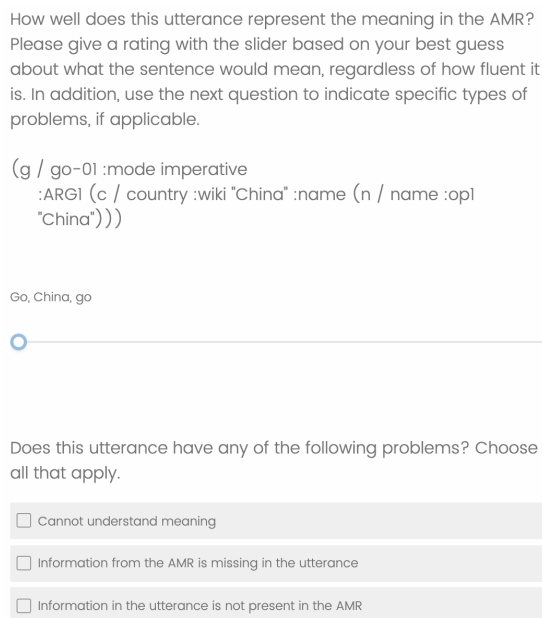 How well does this utterance represent the meaning in the AMR?
Please give a rating with the slider based on your best guess
about what the sentence would mean, regardless of how fluent it
is. In addition, use the next question to indicate specific types of
problems, if applicable.
(g / go-01 :mode imperative
:ARG1 (c / country :wiki "China" :name (n / name :op1
"China")))
Go, China, go
Does this utterance have any of the following problems? Choose
all that apply.
Cannot understand meaning
Information from the AMR is missing in the utterance
Information in the utterance is not present in the AMR